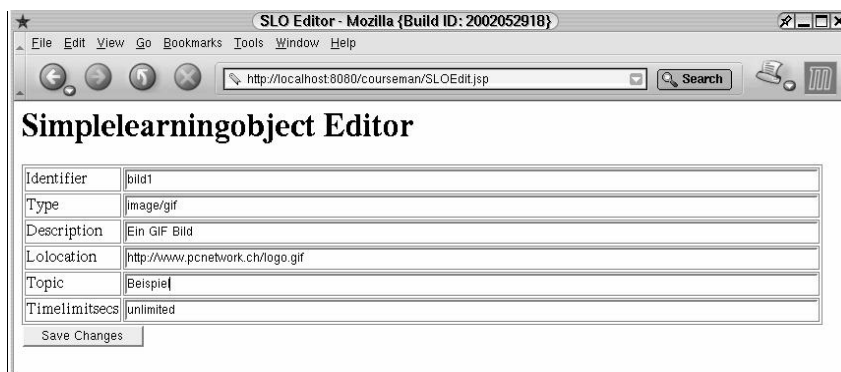 SLO Editor - Mozilla {Build ID: 2002052918}
File Edit View Go Bookmarks Tools Window Help
http://localhost:8080/courseman/SLOEdit.jsp Search
Simplelearningobject Editor
Identifier bild1
Type image/gif
Description Ein GIF Bild
Lolocation http://www.pcnetwork.ch/logo.gif
Topic Beispiel
Timelimitsecs unlimited
Save Changes